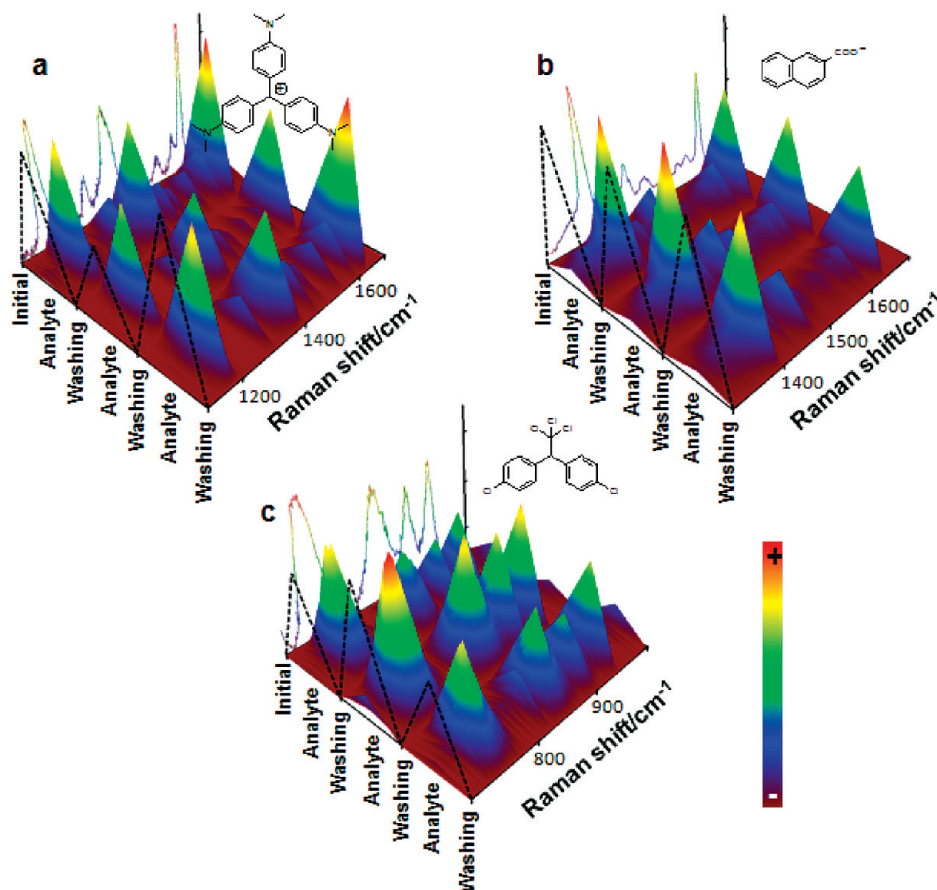 a
N
+
N
N
Initial
Analyte
Washing
Analyte
Washing
Analyte
Washing
1200
1400
1600
Raman shift/cm-1
b
COO-
Initial
Analyte
Washing
Analyte
Washing
Analyte
Washing
1400
1500
1600
Raman shift/cm-1
c
Cl
Cl
Cl
Cl
Cl
Initial
Analyte
Washing
Analyte
Washing
Analyte
Washing
800
900
Raman shift/cm-1
+
-